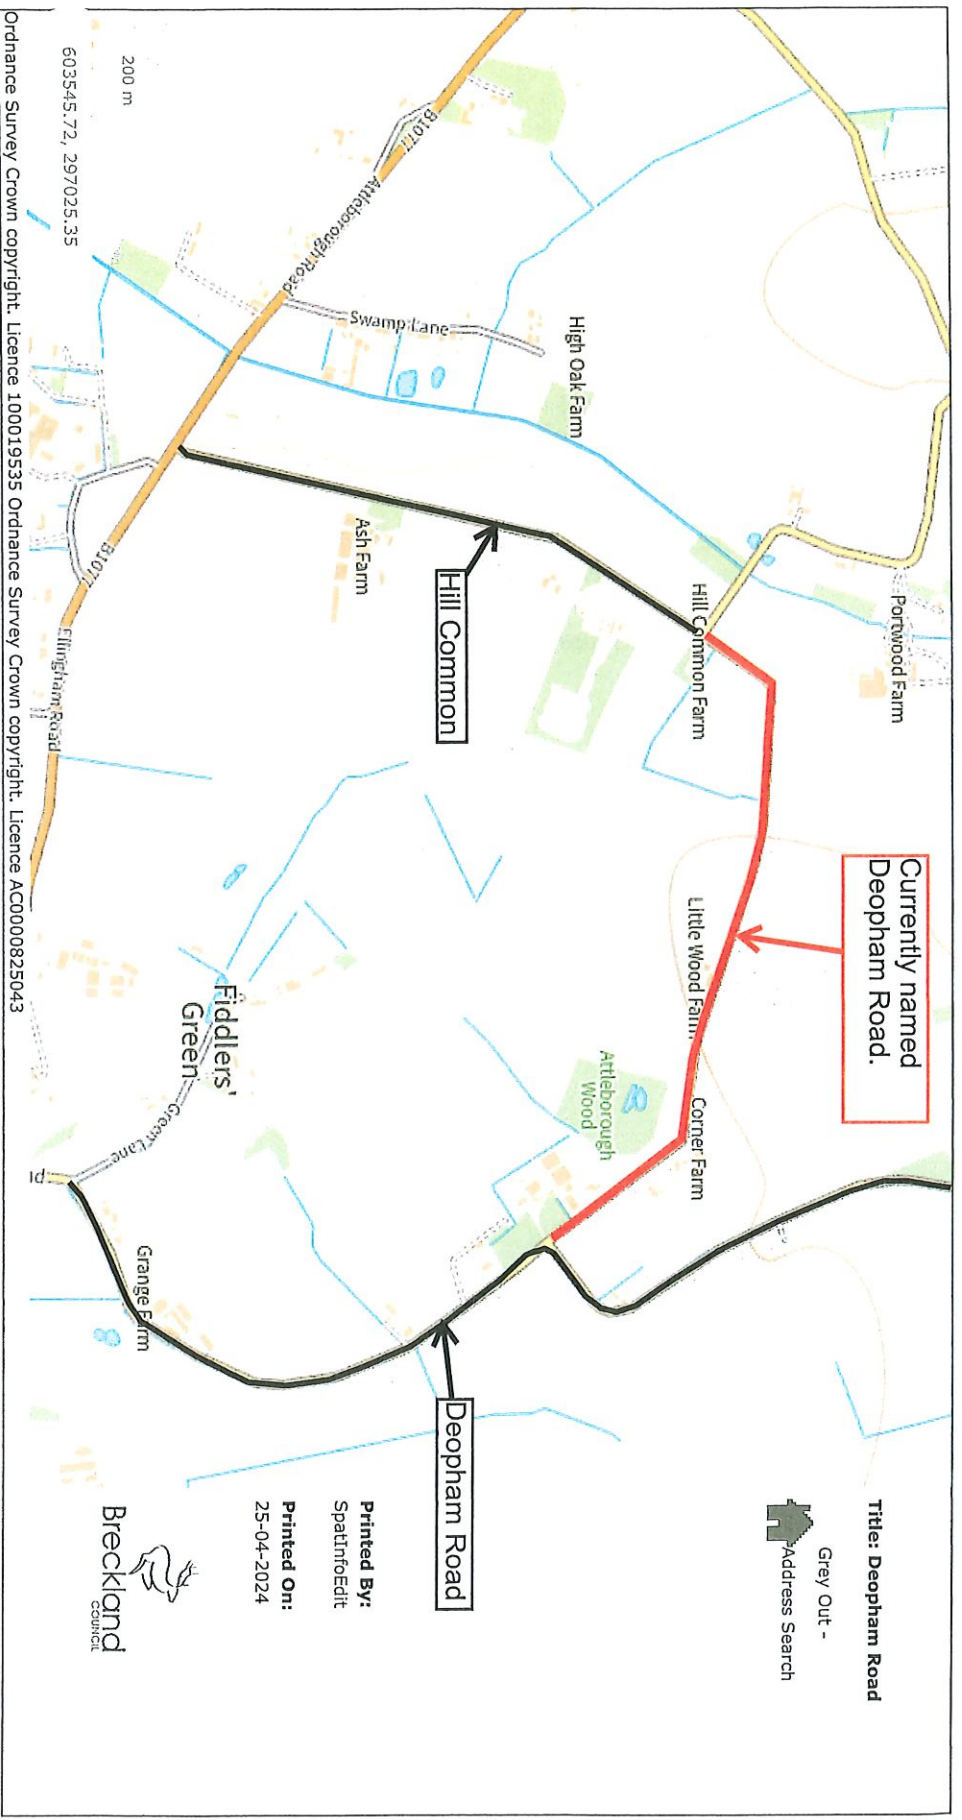 Title: Deopham Road
Grey Out -
Address Search
Currently named
Deopham Road.
Portwood Farm
High Oak Farm
Hill Common Farm
Little Wood Farm
Corner Farm
Attleborough
Wood
Swamp Lane
B1077
Attleborough Road
Ash Farm
Hill Common
Deopham Road
Fiddlers'
Green
Green Lane
Grange Farm
B1077
Ellingham Road
Printed By:
SpatInfoEdit
Printed On:
25-04-2024
Breckland
COUNCIL
200 m
603545.72, 297025.35
Ordnance Survey Crown copyright. Licence 100019535 Ordnance Survey Crown copyright. Licence AC0000825043